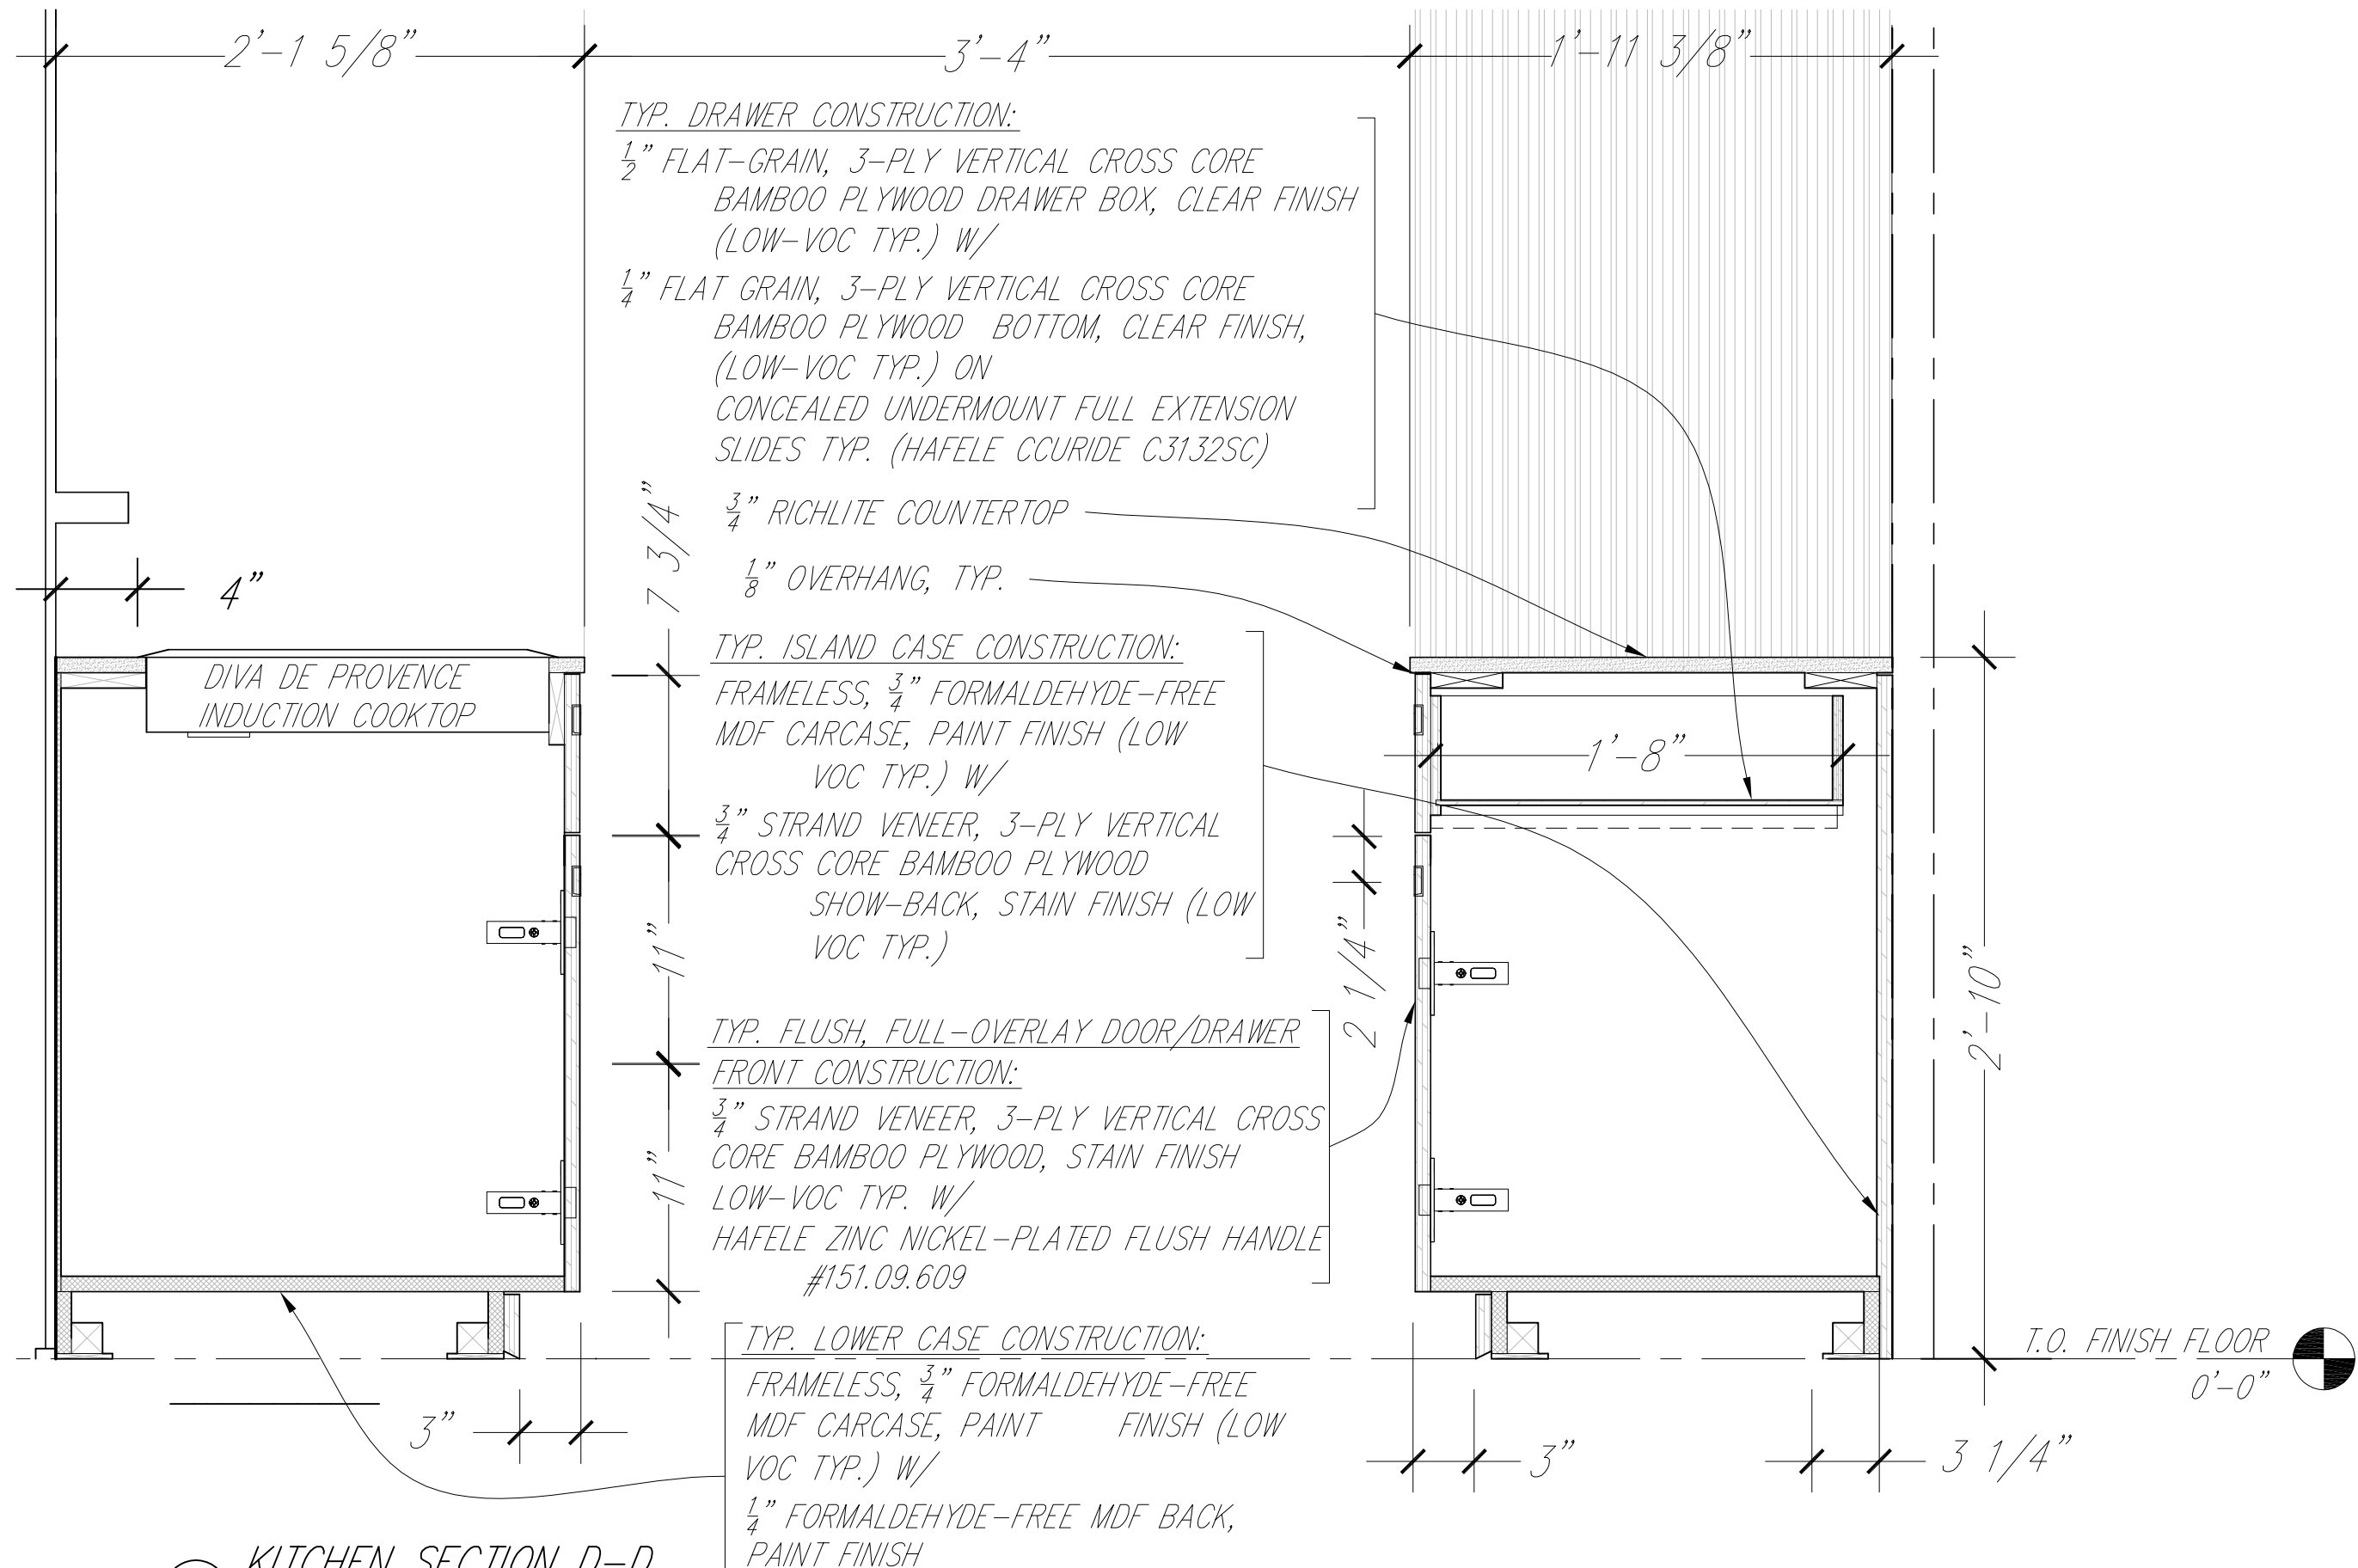 2'-1 5/8"
3'-4"
1'-11 3/8"
TYP. DRAWER CONSTRUCTION:
1/2" FLAT-GRAIN, 3-PLY VERTICAL CROSS CORE
BAMBOO PLYWOOD DRAWER BOX, CLEAR FINISH
(LOW-VOC TYP.) W/
1/4" FLAT GRAIN, 3-PLY VERTICAL CROSS CORE
BAMBOO PLYWOOD BOTTOM, CLEAR FINISH,
(LOW-VOC TYP.) ON
CONCEALED UNDERMOUNT FULL EXTENSION
SLIDES TYP. (HAFELE CCURIDE C3132SC)
3/4" RICHLITE COUNTERTOP
1/8" OVERHANG, TYP.
7 3/4"
4"
DIVA DE PROVENCE
INDUCTION COOKTOP
TYP. ISLAND CASE CONSTRUCTION:
FRAMELESS, 3/4" FORMALDEHYDE-FREE
MDF CARCASE, PAINT FINISH (LOW
VOC TYP.) W/
3/4" STRAND VENEER, 3-PLY VERTICAL
CROSS CORE BAMBOO PLYWOOD
SHOW-BACK, STAIN FINISH (LOW
VOC TYP.)
1'-8"
11"
2 1/4"
2'-10"
TYP. FLUSH, FULL-OVERLAY DOOR/DRAWER
FRONT CONSTRUCTION:
3/4" STRAND VENEER, 3-PLY VERTICAL CROSS
CORE BAMBOO PLYWOOD, STAIN FINISH
LOW-VOC TYP. W/
HAFELE ZINC NICKEL-PLATED FLUSH HANDLE
#151.09.609
11"
TYP. LOWER CASE CONSTRUCTION:
FRAMELESS, 3/4" FORMALDEHYDE-FREE
MDF CARCASE, PAINT FINISH (LOW
VOC TYP.) W/
1/4" FORMALDEHYDE-FREE MDF BACK,
PAINT FINISH
T.O. FINISH FLOOR
0'-0"
3"
3"
3 1/4"
KITCHEN SECTION D-D